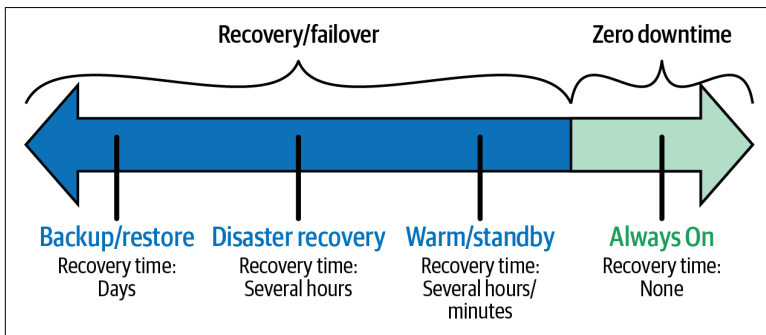 Recovery/failover
Zero downtime
Backup/restore
Recovery time:
Days
Disaster recovery
Recovery time:
Several hours
Warm/standby
Recovery time:
Several hours/
minutes
Always On
Recovery time:
None